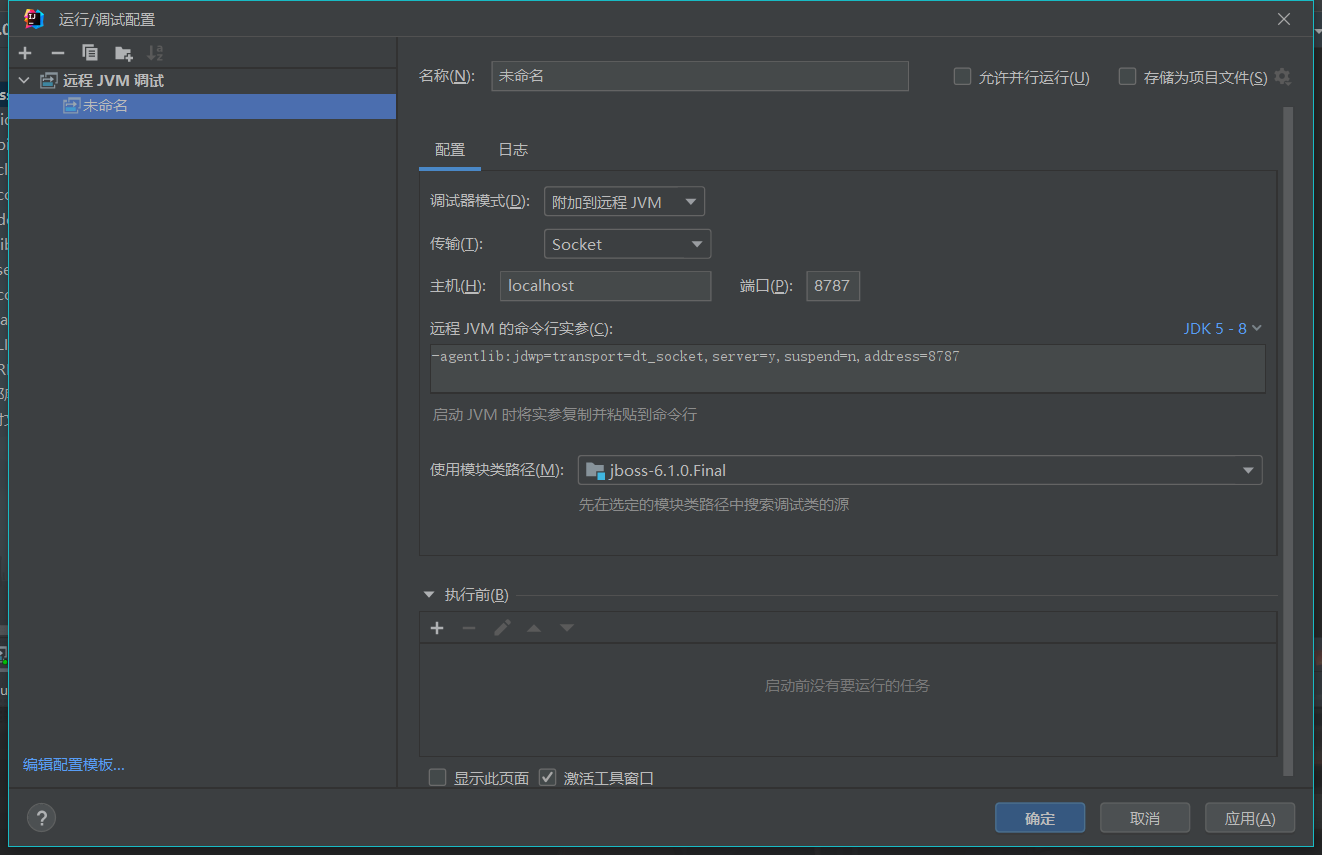 运行/调试配置
远程 JVM 调试
未命名
编辑配置模板...
名称(N): 未命名 允许并行运行(U) 存储为项目文件(S)
配置 日志
调试器模式(D): 附加到远程 JVM
传输(T): Socket
主机(H): localhost 端口(P): 8787
远程 JVM 的命令行实参(C): JDK 5 - 8
-agentlib:jdwp=transport=dt_socket,server=y,suspend=n,address=8787
启动 JVM 时将实参复制并粘贴到命令行
使用模块类路径(M): jboss-6.1.0.Final
先在选定的模块类路径中搜索调试类的源
执行前(B)
启动前没有要运行的任务
显示此页面 激活工具窗口
? 确定 取消 应用(A)